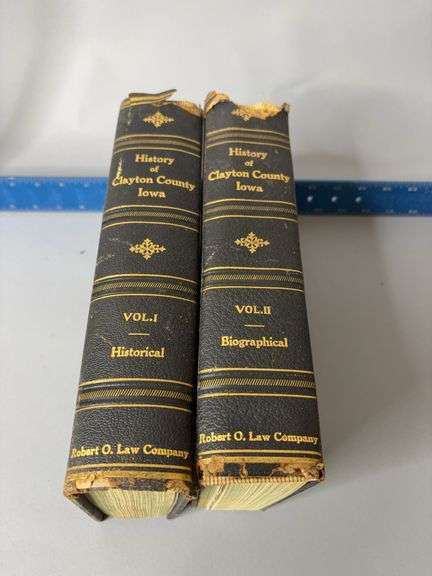 History
of
Clayton County
Iowa
VOL.I
Historical
Robert O. Law Company
History
of
Clayton County
Iowa
VOL.II
Biographical
Robert O. Law Company